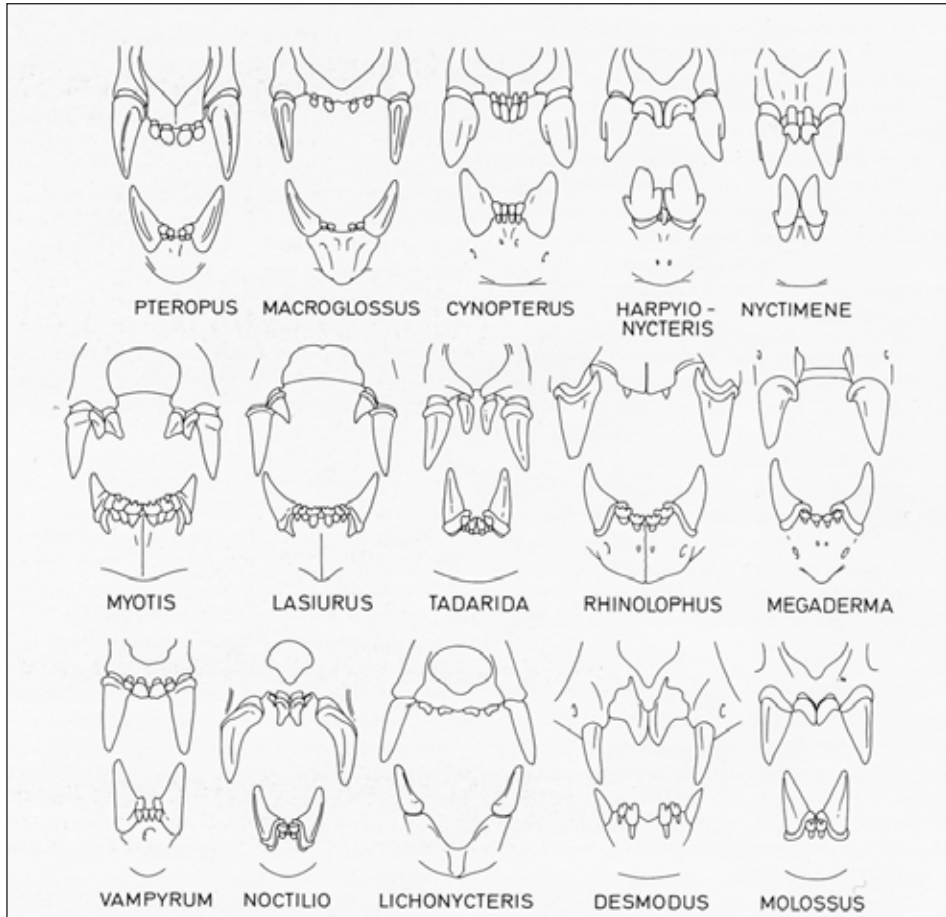 PTEROPUS MACROGLOSSUS CYNOPTERUS HARPYIO - NYCTIMENE
NYCTERIS
MYOTIS LASIURUS TADARIDA RHINOLOPHUS MEGADERMA
VAMPYRUM NOCTILIO LICHONYCTERIS DESMODUS MOLOSSUS